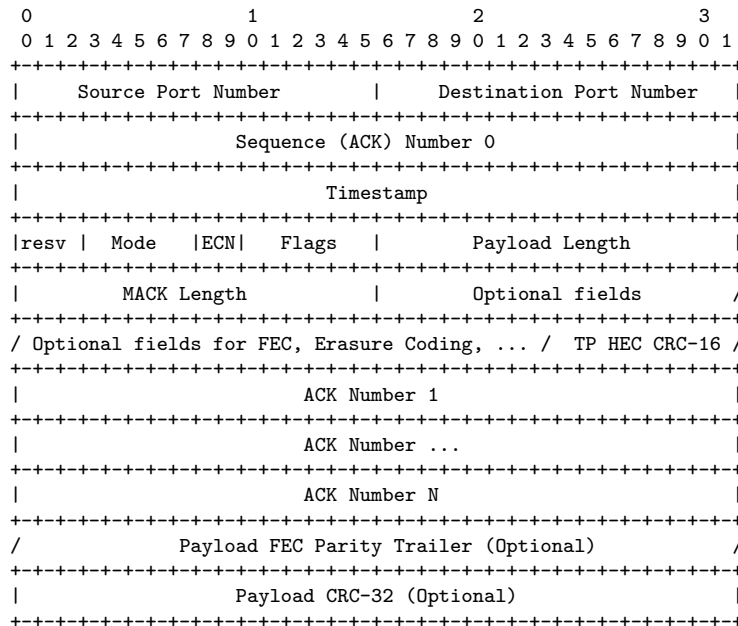 0                   1                   2                   3
0 1 2 3 4 5 6 7 8 9 0 1 2 3 4 5 6 7 8 9 0 1 2 3 4 5 6 7 8 9 0 1
+-+-+-+-+-+-+-+-+-+-+-+-+-+-+-+-+-+-+-+-+-+-+-+-+-+-+-+-+-+-+-+-+
|     Source Port Number        |     Destination Port Number   |
+-+-+-+-+-+-+-+-+-+-+-+-+-+-+-+-+-+-+-+-+-+-+-+-+-+-+-+-+-+-+-+-+
|                   Sequence (ACK) Number 0                     |
+-+-+-+-+-+-+-+-+-+-+-+-+-+-+-+-+-+-+-+-+-+-+-+-+-+-+-+-+-+-+-+-+
|                           Timestamp                           |
+-+-+-+-+-+-+-+-+-+-+-+-+-+-+-+-+-+-+-+-+-+-+-+-+-+-+-+-+-+-+-+-+
|resv |  Mode   |ECN|   Flags   |        Payload Length         |
+-+-+-+-+-+-+-+-+-+-+-+-+-+-+-+-+-+-+-+-+-+-+-+-+-+-+-+-+-+-+-+-+
|         MACK Length           |        Optional fields        /
+-+-+-+-+-+-+-+-+-+-+-+-+-+-+-+-+-+-+-+-+-+-+-+-+-+-+-+-+-+-+-+-+
/ Optional fields for FEC, Erasure Coding, ... /  TP HEC CRC-16 /
+-+-+-+-+-+-+-+-+-+-+-+-+-+-+-+-+-+-+-+-+-+-+-+-+-+-+-+-+-+-+-+-+
|                         ACK Number 1                          |
+-+-+-+-+-+-+-+-+-+-+-+-+-+-+-+-+-+-+-+-+-+-+-+-+-+-+-+-+-+-+-+-+
|                         ACK Number ...                        |
+-+-+-+-+-+-+-+-+-+-+-+-+-+-+-+-+-+-+-+-+-+-+-+-+-+-+-+-+-+-+-+-+
|                         ACK Number N                          |
+-+-+-+-+-+-+-+-+-+-+-+-+-+-+-+-+-+-+-+-+-+-+-+-+-+-+-+-+-+-+-+-+
/              Payload FEC Parity Trailer (Optional)            /
+-+-+-+-+-+-+-+-+-+-+-+-+-+-+-+-+-+-+-+-+-+-+-+-+-+-+-+-+-+-+-+-+
|                   Payload CRC-32 (Optional)                   |
+-+-+-+-+-+-+-+-+-+-+-+-+-+-+-+-+-+-+-+-+-+-+-+-+-+-+-+-+-+-+-+-+